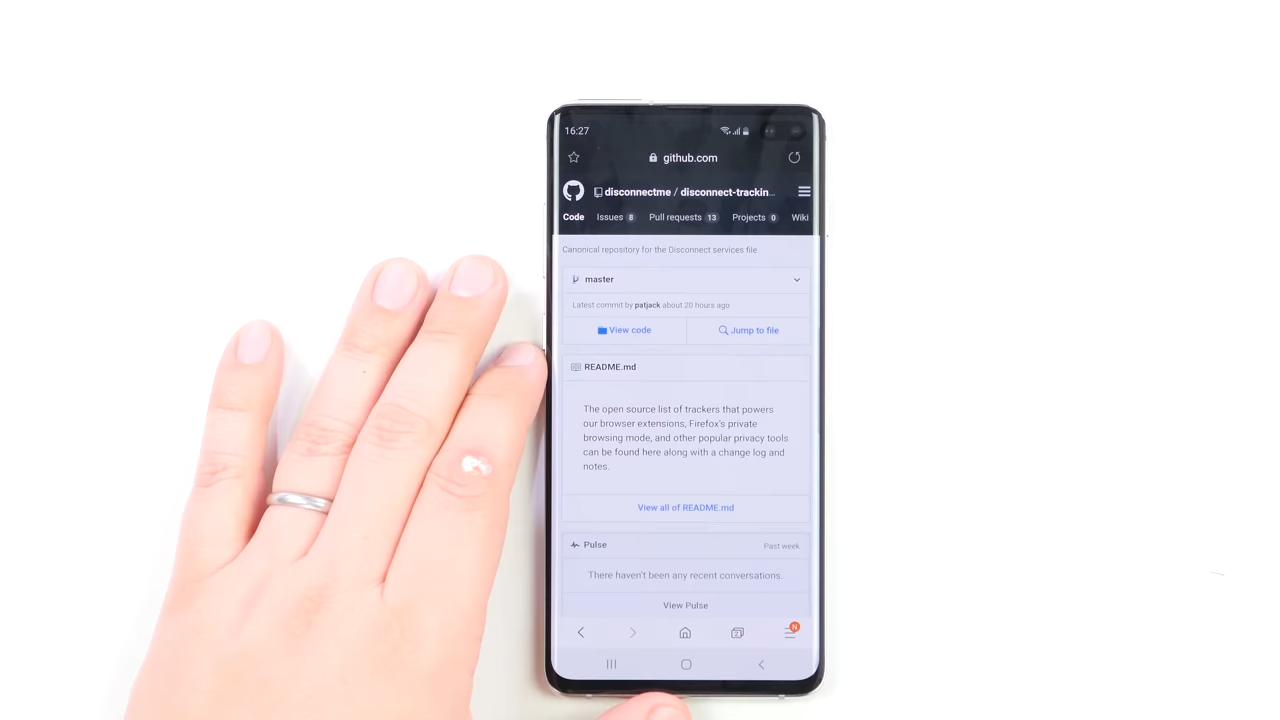 16:27
github.com
disconnectme / disconnect-trackin...
Code Issues 8 Pull requests 13 Projects 0 Wiki
Canonical repository for the Disconnect services file
master
Latest commit by patjack about 20 hours ago
View code Jump to file
README.md
The open source list of trackers that powers
our browser extensions, Firefox's private
browsing mode, and other popular privacy tools
can be found here along with a change log and
notes.
View all of README.md
Pulse Past week
There haven't been any recent conversations.
View Pulse
2 N